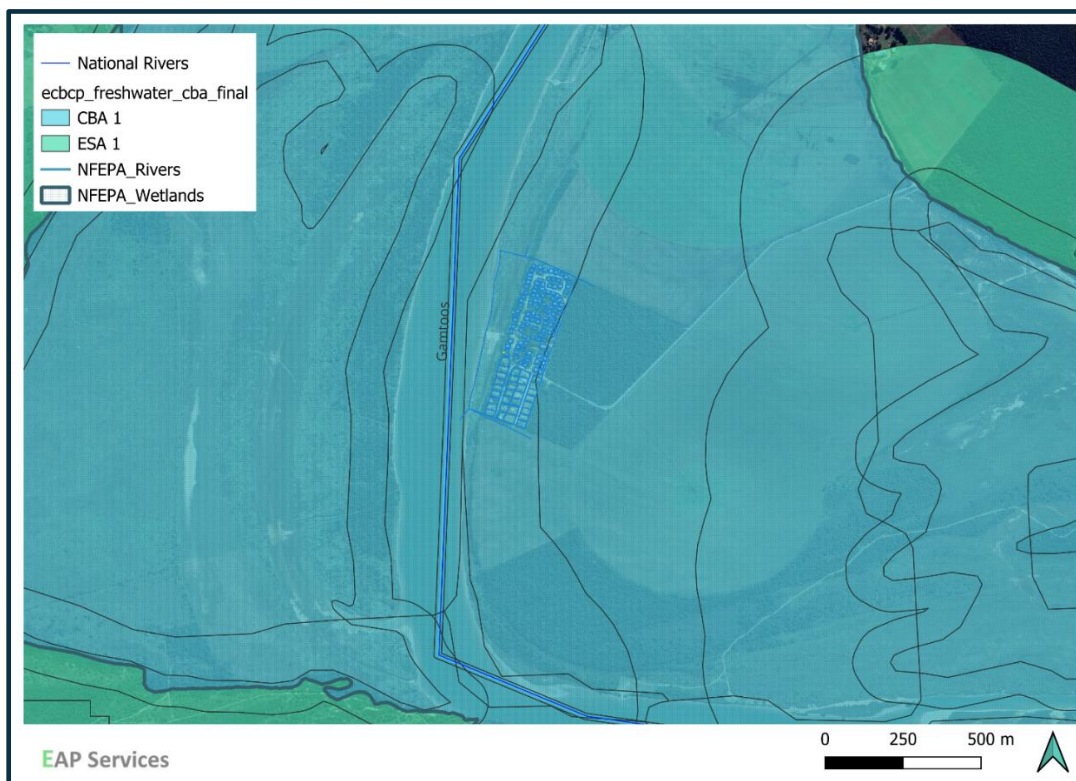 National Rivers
ecbcp_freshwater_cba_final
CBA 1
ESA 1
NFEPA_Rivers
NFEPA_Wetlands
Gamtoos
EAP Services
0 250 500 m